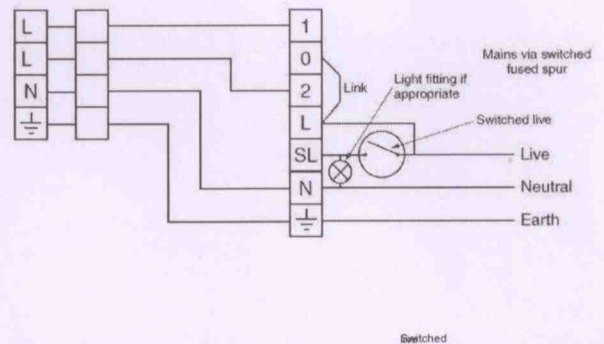 L
L
N
1
0
2
L
SL
N
Link
Light fitting if
appropriate
Mains via switched
fused spur
Switched live
Live
Neutral
Earth
Switched
live